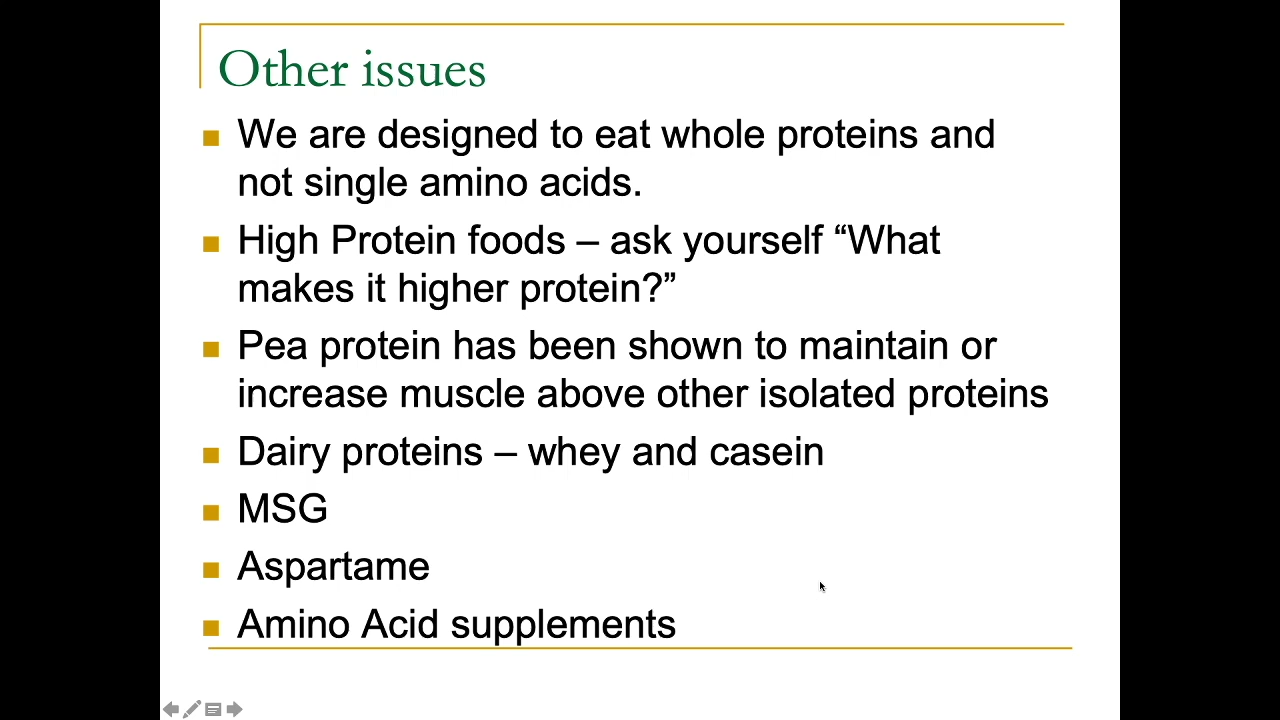 Other issues
We are designed to eat whole proteins and
not single amino acids.
High Protein foods – ask yourself “What
makes it higher protein?”
Pea protein has been shown to maintain or
increase muscle above other isolated proteins
Dairy proteins – whey and casein
MSG
Aspartame
Amino Acid supplements